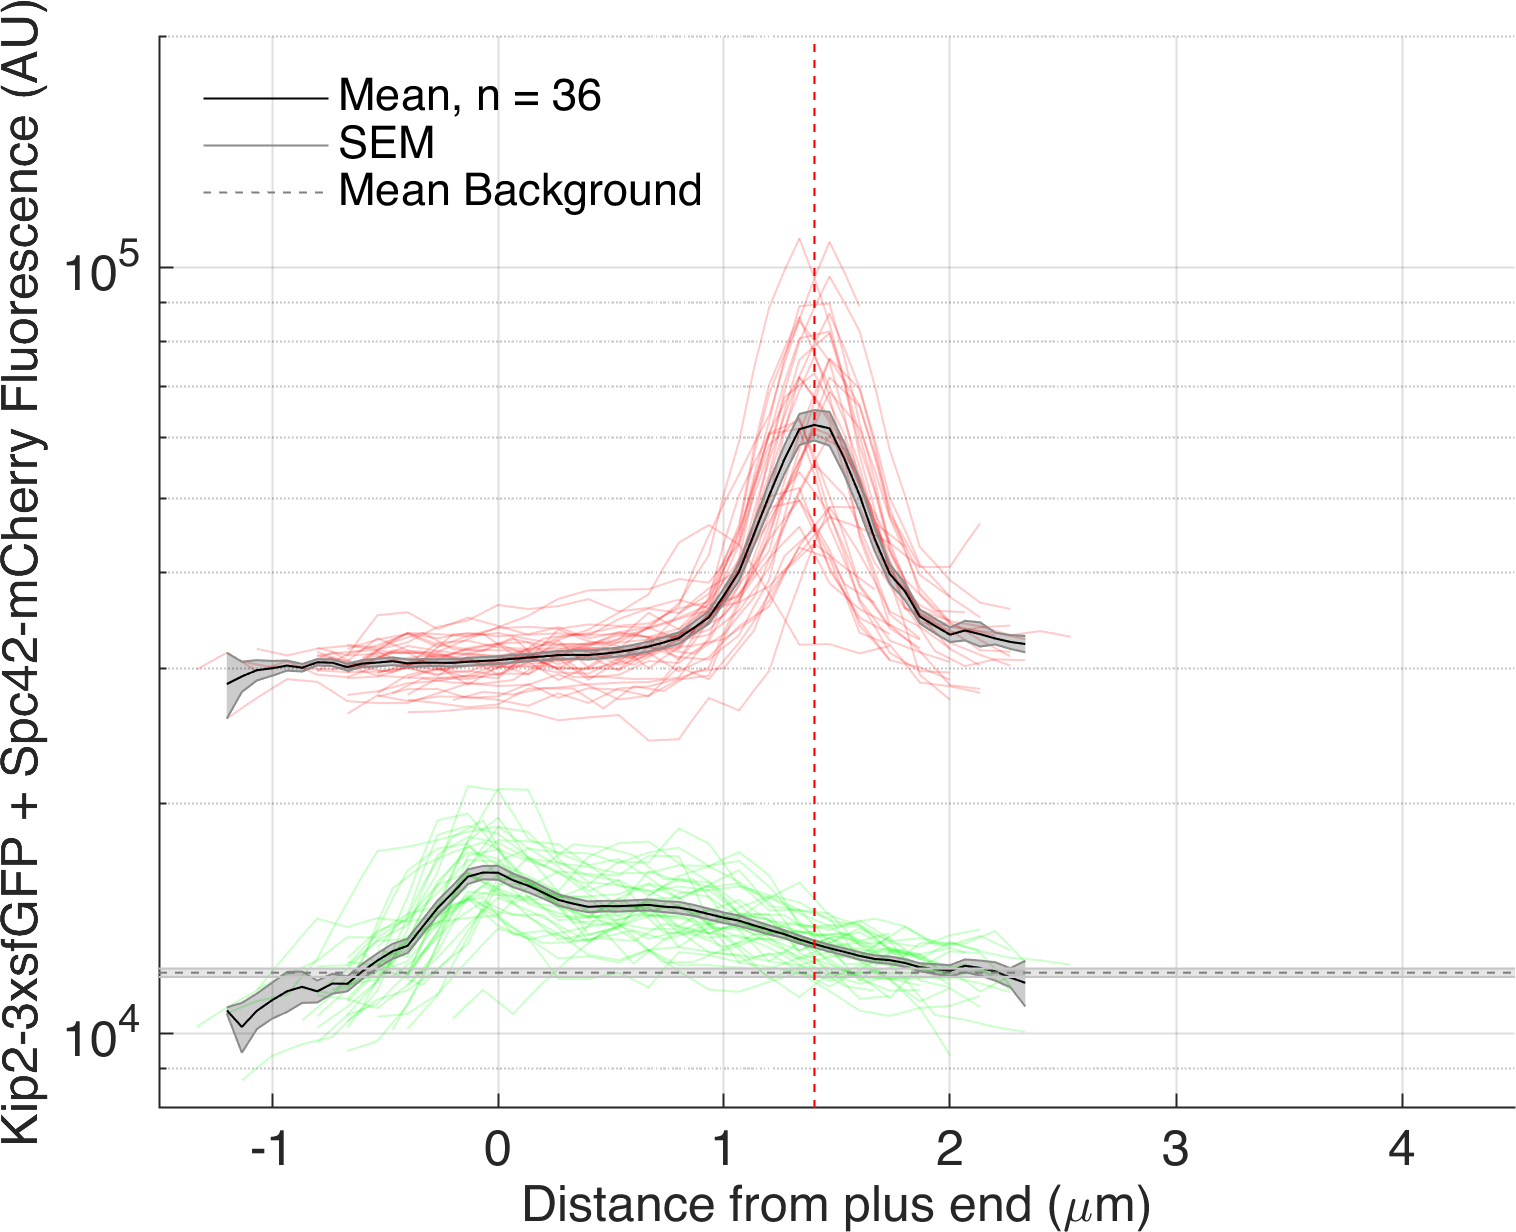 Kip2-3xsfGFP + Spc42-mCherry Fluorescence (AU)
Mean, n = 36
SEM
Mean Background
10^5
10^4
-1 0 1 2 3 4
Distance from plus end (μm)